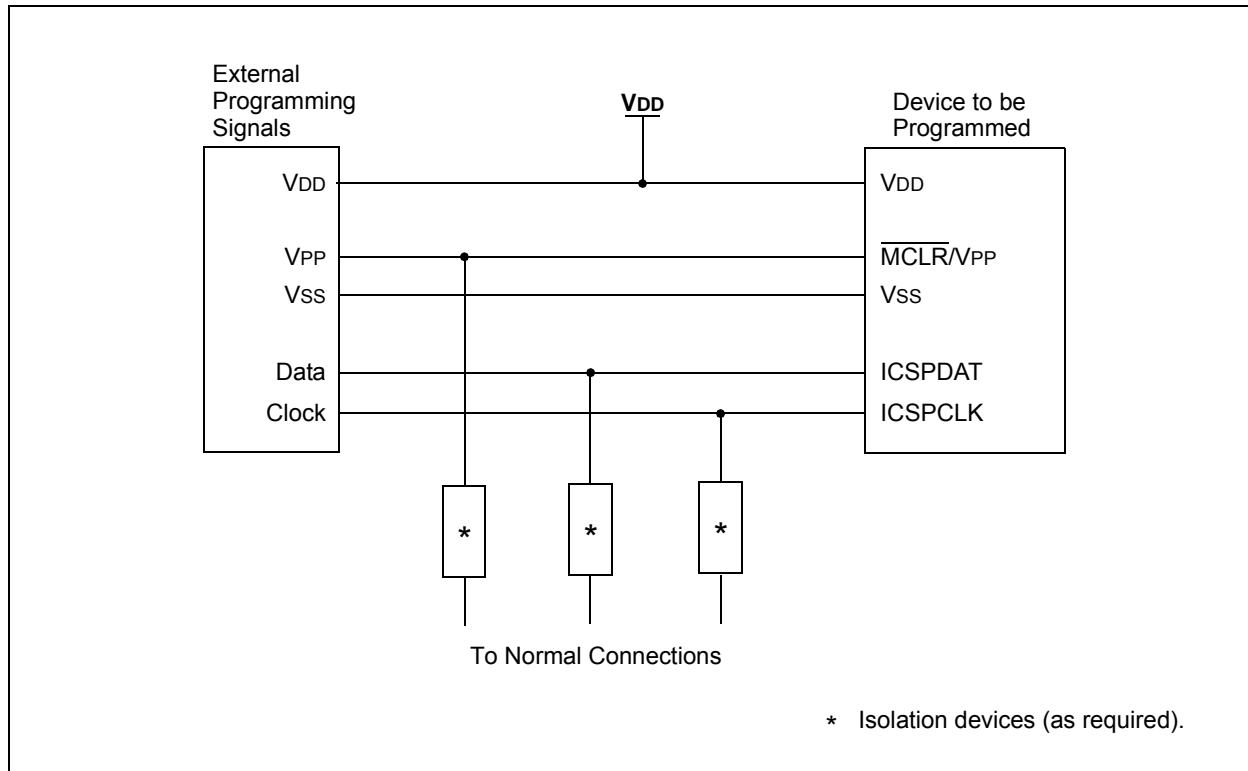 External
Programming
Signals
VDD
Device to be
Programmed
VDD
VDD
VPP
MCLR/VPP
VSS
VSS
Data
ICSPDAT
Clock
ICSPCLK
*
*
*
To Normal Connections
* Isolation devices (as required).